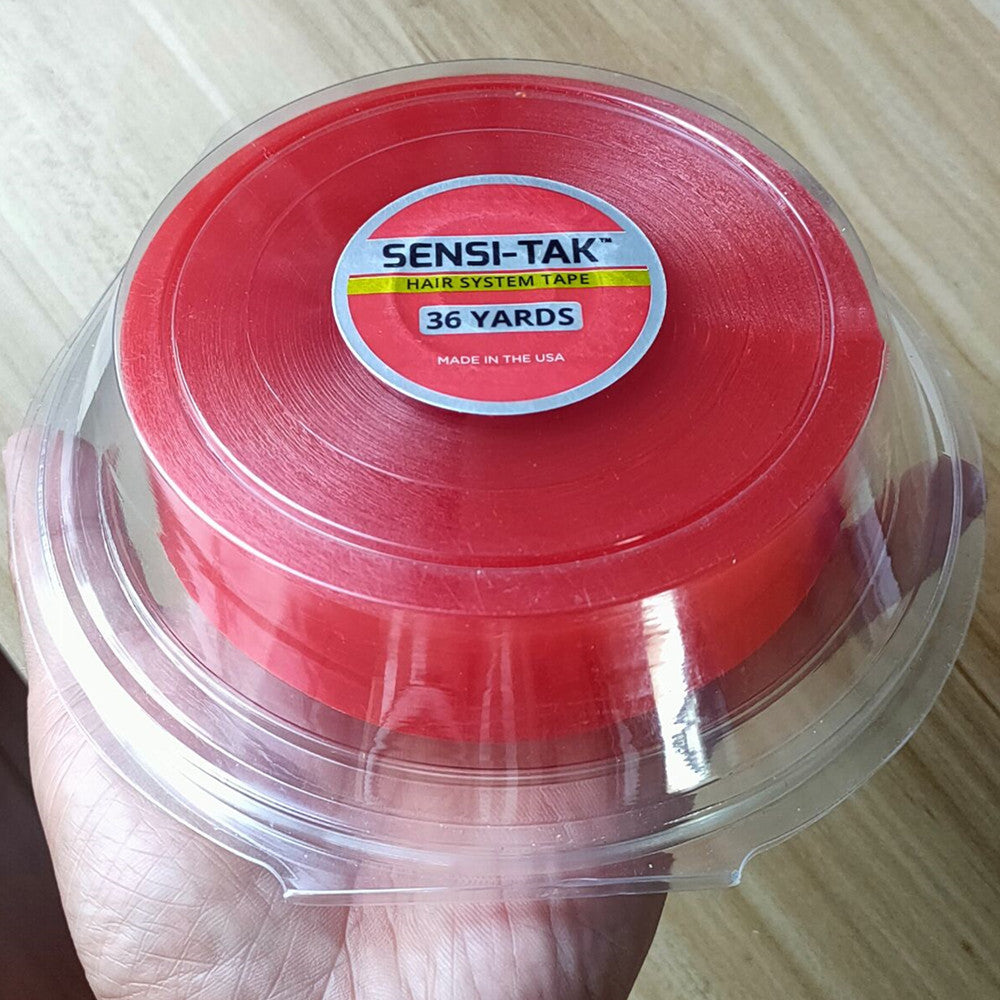 SENSI-TAK™
HAIR SYSTEM TAPE
36 YARDS
MADE IN THE USA